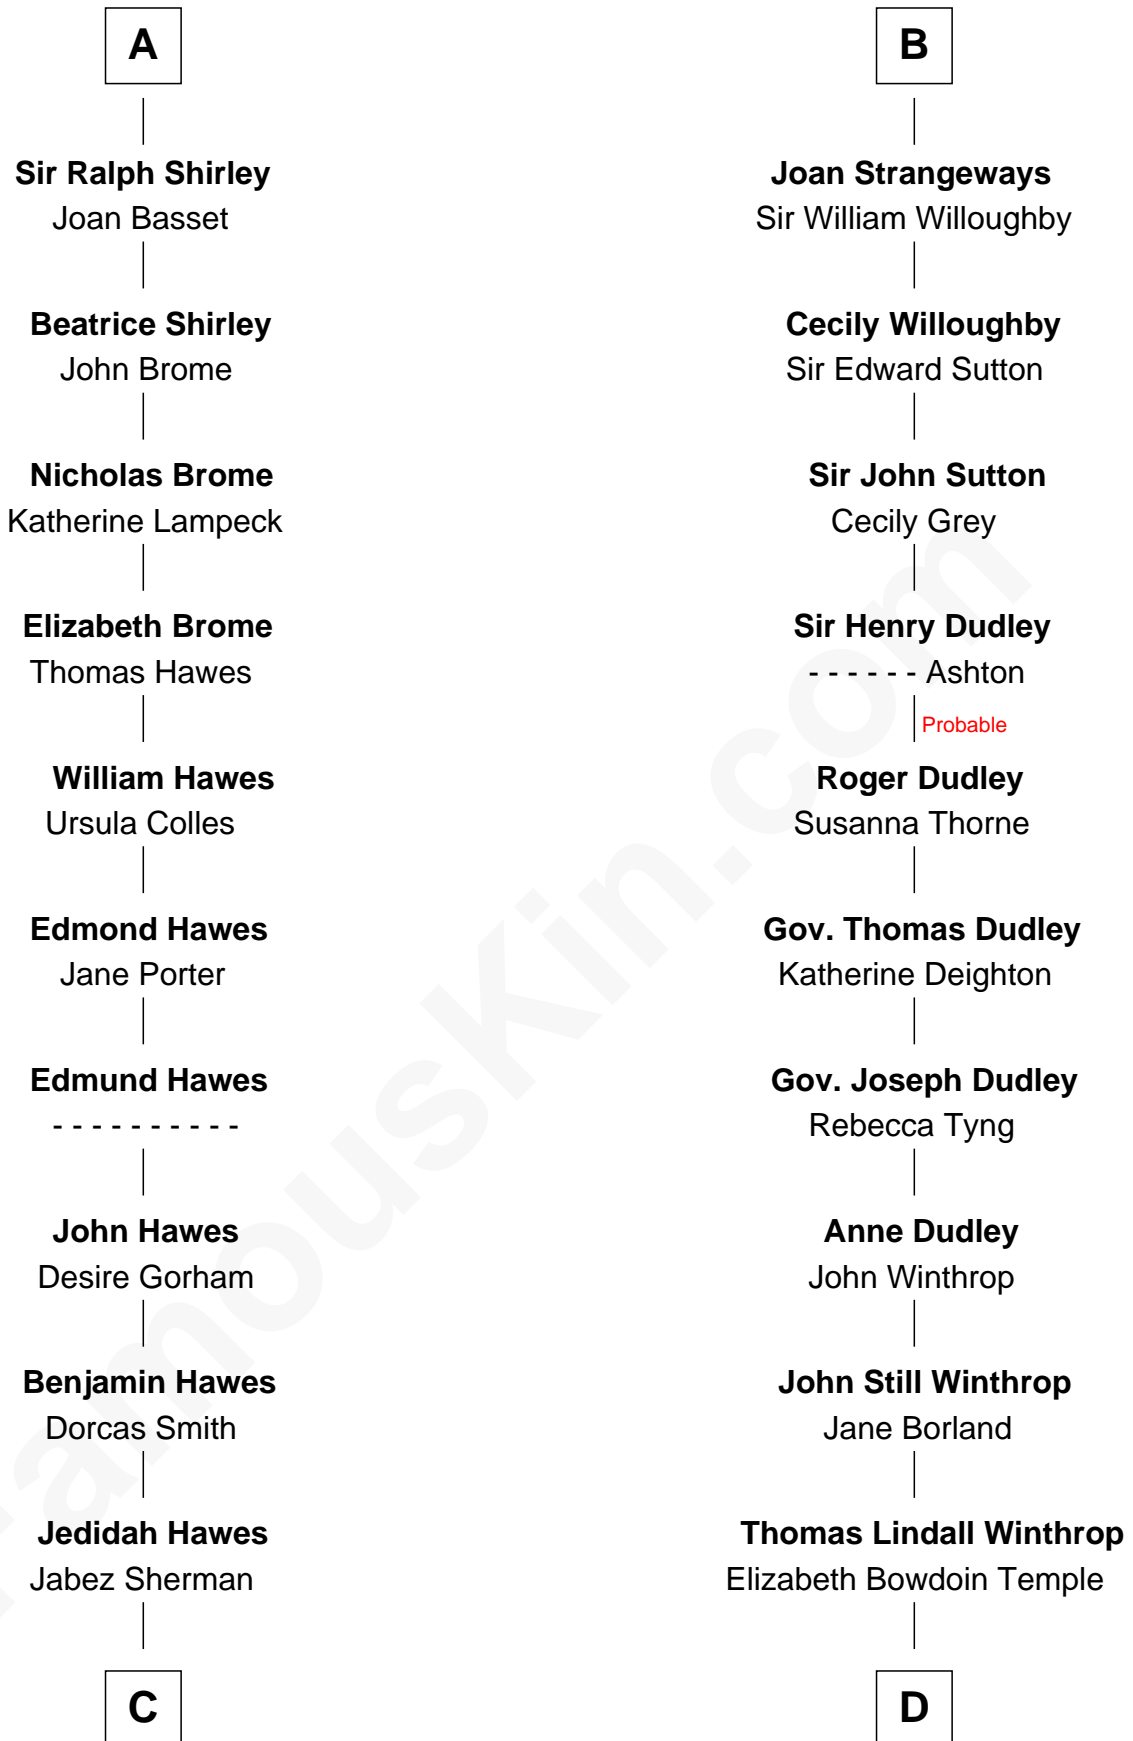 A
Sir Ralph Shirley
Joan Basset
Beatrice Shirley
John Brome
Nicholas Brome
Katherine Lampeck
Elizabeth Brome
Thomas Hawes
William Hawes
Ursula Colles
Edmond Hawes
Jane Porter
Edmund Hawes
- - - - - - - - - -
John Hawes
Desire Gorham
Benjamin Hawes
Dorcas Smith
Jedidah Hawes
Jabez Sherman
C
B
Joan Strangeways
Sir William Willoughby
Cecily Willoughby
Sir Edward Sutton
Sir John Sutton
Cecily Grey
Sir Henry Dudley
- - - - - - Ashton
Probable
Roger Dudley
Susanna Thorne
Gov. Thomas Dudley
Katherine Deighton
Gov. Joseph Dudley
Rebecca Tyng
Anne Dudley
John Winthrop
John Still Winthrop
Jane Borland
Thomas Lindall Winthrop
Elizabeth Bowdoin Temple
D
FamousKin.com